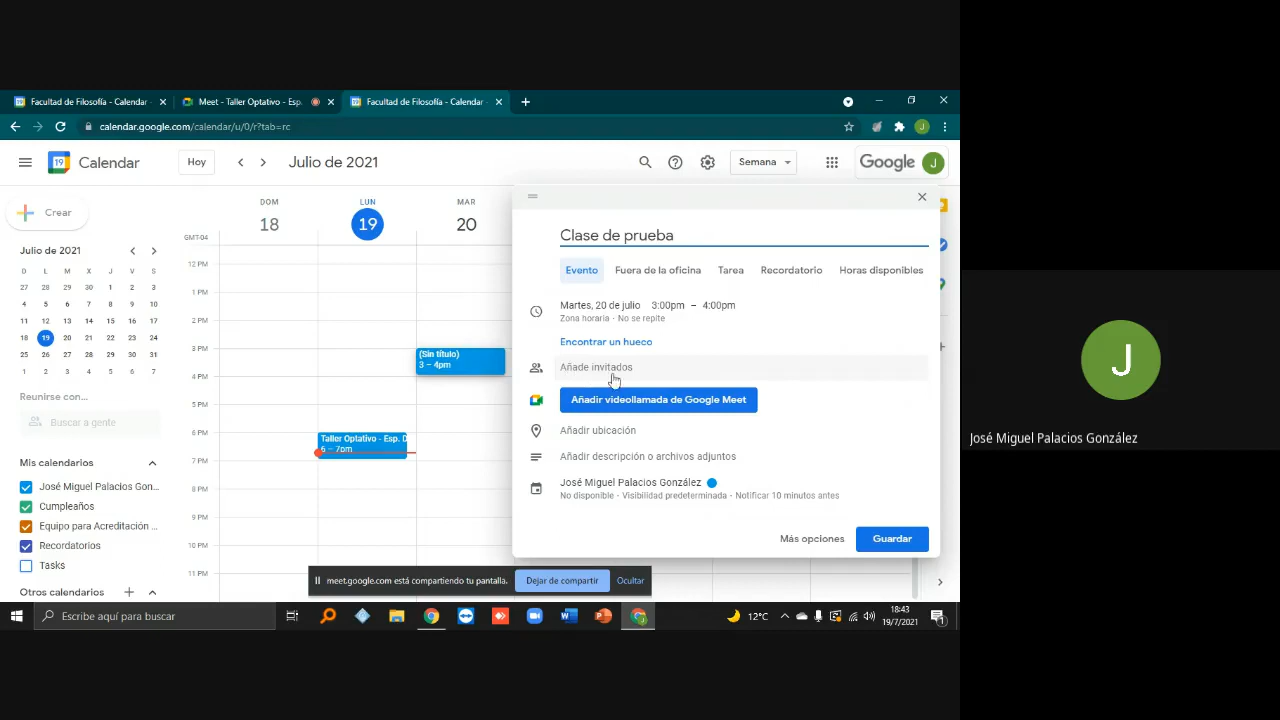 Facultad de Filosofía - Calendar
Meet - Taller Optativo - Esp.
Facultad de Filosofía - Calendar
calendar.google.com/calendar/u/0/r?tab=rc
J
19
Calendar
Hoy
Julio de 2021
Semana
Google
J
Crear
Julio de 2021
D L M X J V S
27 28 29 30 1 2 3
4 5 6 7 8 9 10
11 12 13 14 15 16 17
18 19 20 21 22 23 24
25 26 27 28 29 30 31
1 2 3 4 5 6 7
Reunirse con...
Buscar a gente
Mis calendarios
José Miguel Palacios Gon...
Cumpleaños
Equipo para Acreditación ...
Recordatorios
Tasks
Otros calendarios
DOM
18
LUN
19
MAR
20
GMT-04
12 PM
1 PM
2 PM
3 PM
4 PM
5 PM
6 PM
7 PM
8 PM
9 PM
10 PM
11 PM
(Sin título)
3 – 4pm
Taller Optativo - Esp. D
6 – 7pm
Clase de prueba
Evento
Fuera de la oficina
Tarea
Recordatorio
Horas disponibles
Martes, 20 de julio 3:00pm – 4:00pm
Zona horaria · No se repite
Encontrar un hueco
Añade invitados
Añadir videollamada de Google Meet
Añadir ubicación
Añadir descripción o archivos adjuntos
José Miguel Palacios González
No disponible · Visibilidad predeterminada · Notificar 10 minutos antes
Más opciones
Guardar
meet.google.com está compartiendo tu pantalla.
Dejar de compartir
Ocultar
Escribe aquí para buscar
12°C
18:43
19/7/2021
1
J
José Miguel Palacios González